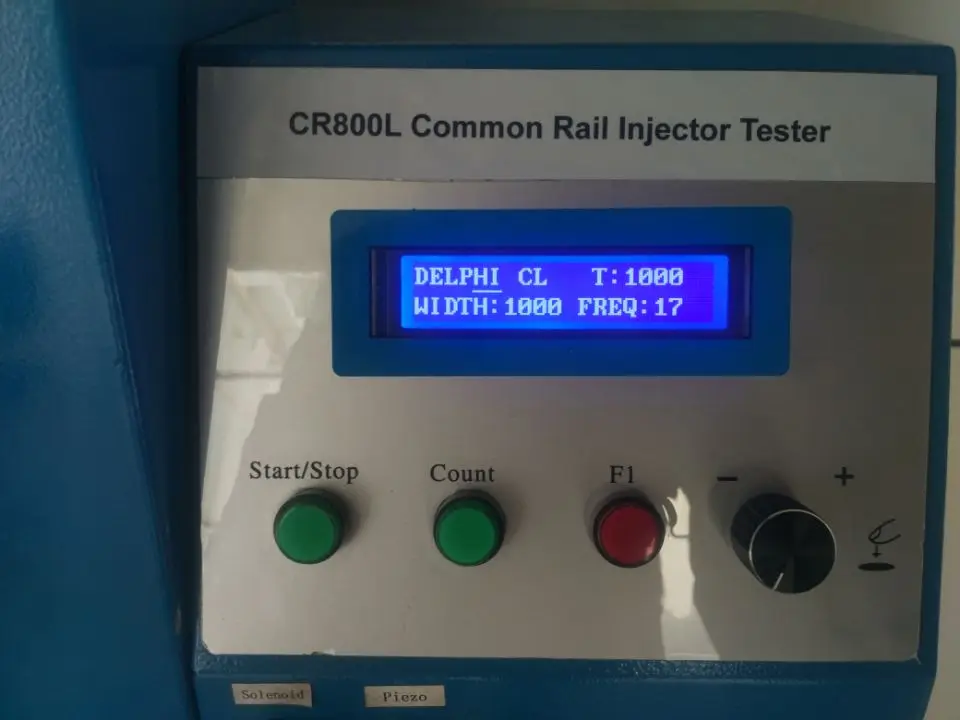 CR800L Common Rail Injector Tester
DELPHI CL T:1000
WIDTH:1000 FREQ:17
Start/Stop
Count
F1
− +
Solenoid
Piezo